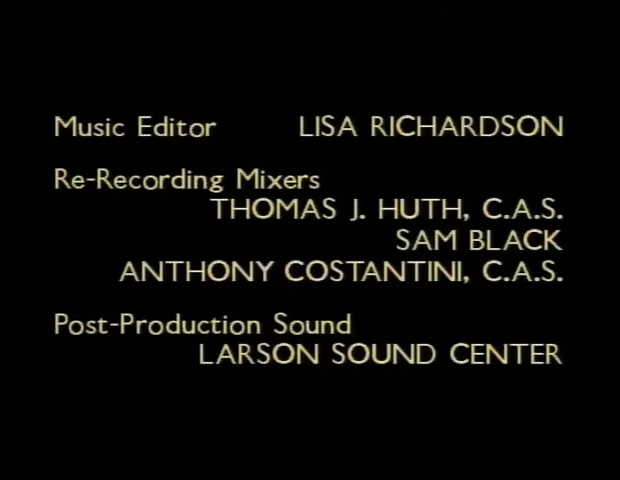 Music Editor LISA RICHARDSON
Re-Recording Mixers
THOMAS J. HUTH, C.A.S.
SAM BLACK
ANTHONY COSTANTINI, C.A.S.
Post-Production Sound
LARSON SOUND CENTER